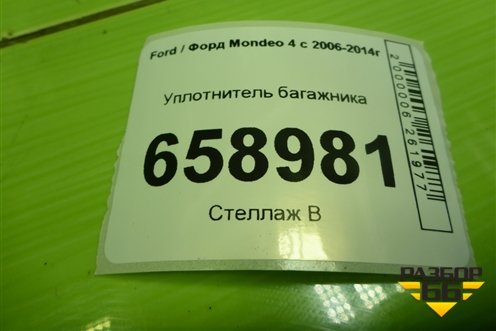 Ford / Форд Mondeo 4 с 2006-2014г
Уплотнитель багажника
658981
Стеллаж В
2000006261977
РАЗБОР
66